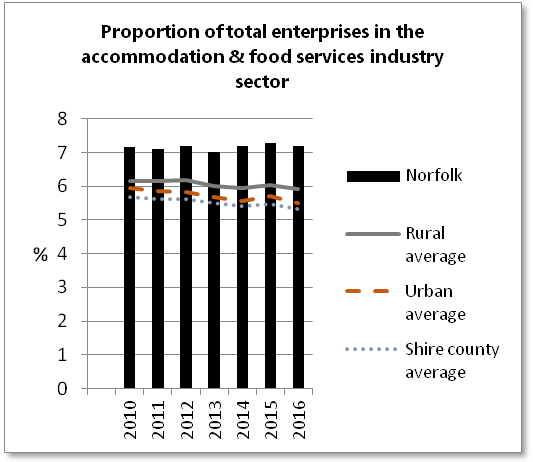 Proportion of total enterprises in the
accommodation & food services industry
sector
8
7
6
5
% 4
3
2
1
0
2010
2011
2012
2013
2014
2015
2016
Norfolk
Rural
average
Urban
average
Shire county
average